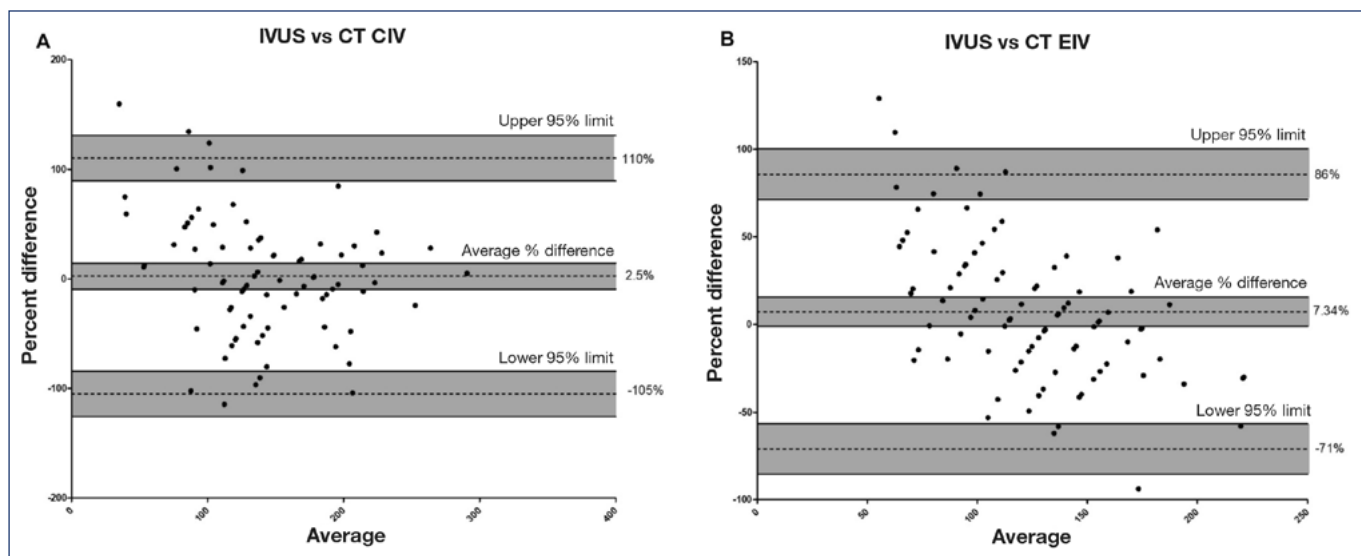 A
IVUS vs CT CIV
200
100
0
-100
-200
Percent difference
Upper 95% limit
110%
Average % difference
2.5%
Lower 95% limit
-105%
0
100
200
300
400
Average
B
IVUS vs CT EIV
150
100
50
0
-50
-100
Percent difference
Upper 95% limit
86%
Average % difference
7.34%
Lower 95% limit
-71%
0
50
100
150
200
250
Average